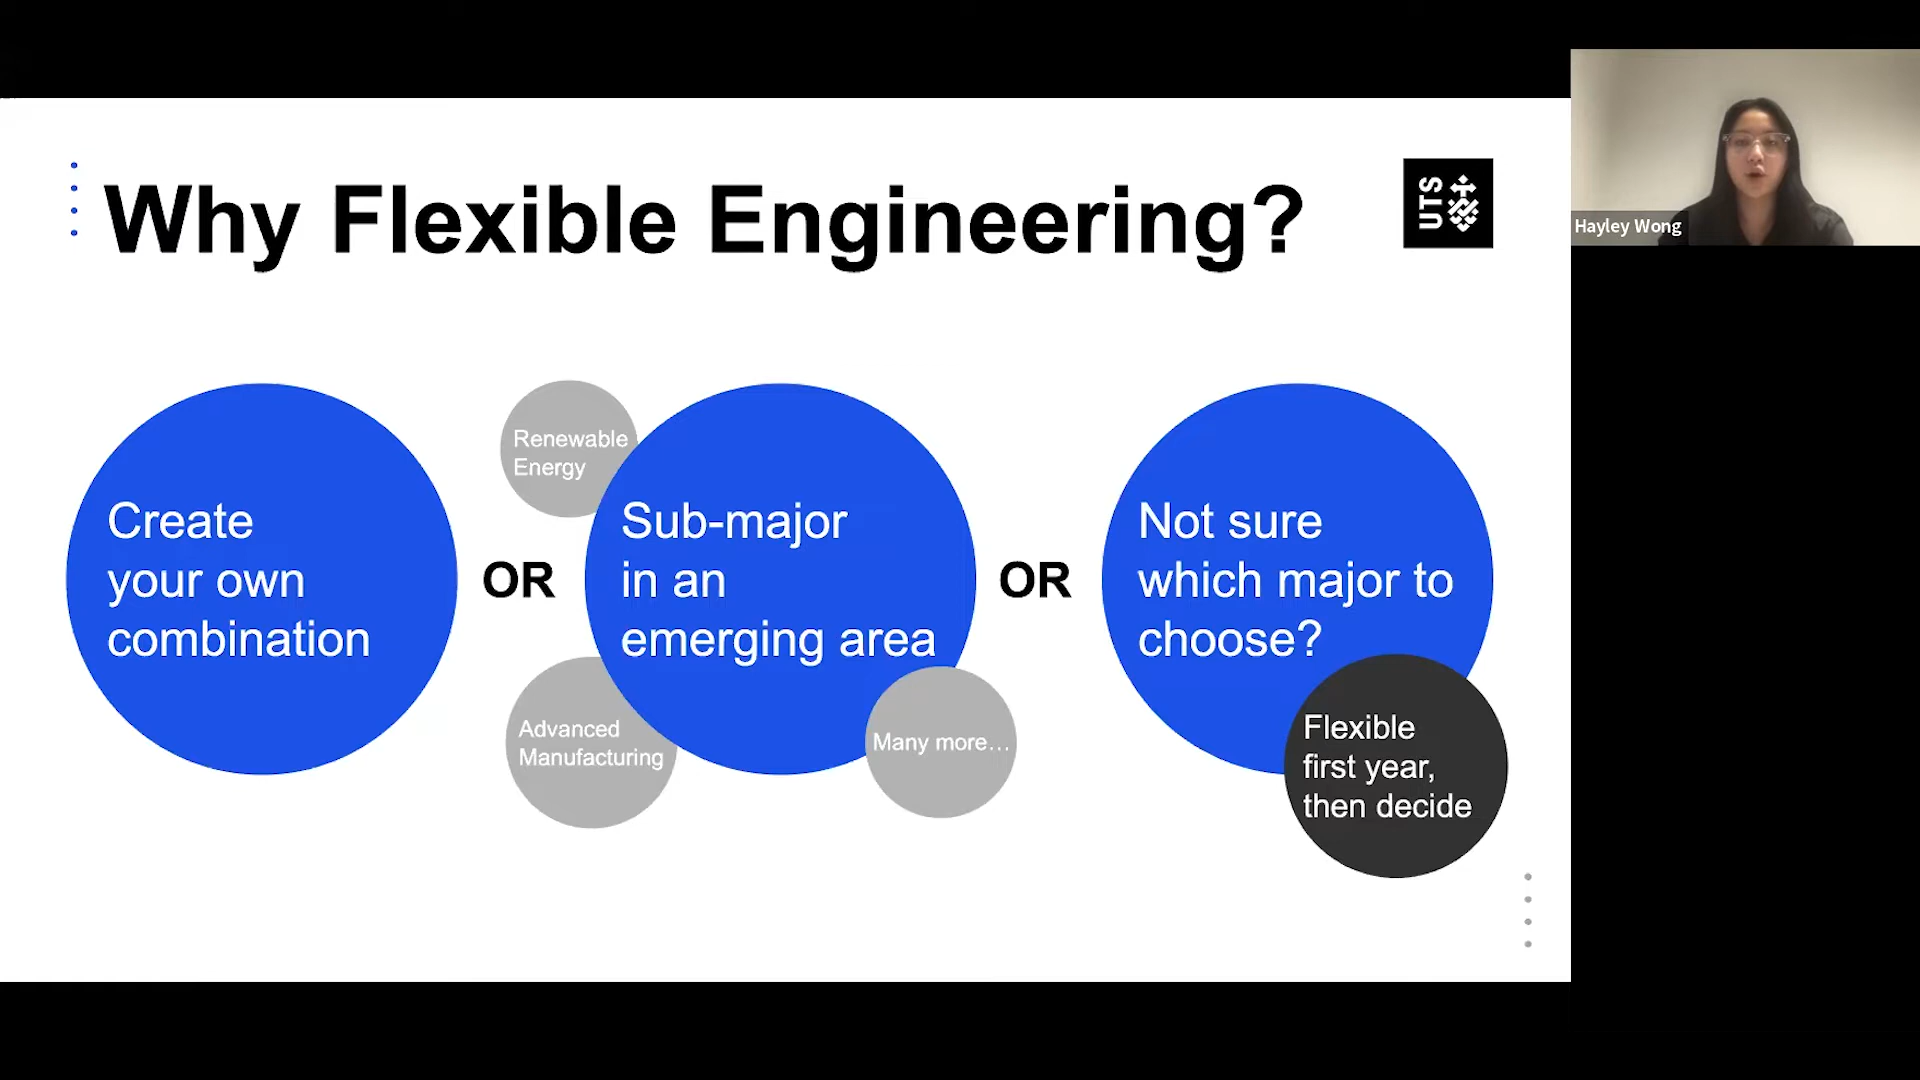 Why Flexible Engineering?
UTS
Hayley Wong
Create
your own
combination
OR
Renewable
Energy
Sub-major
in an
emerging area
Advanced
Manufacturing
Many more...
OR
Not sure
which major to
choose?
Flexible
first year,
then decide